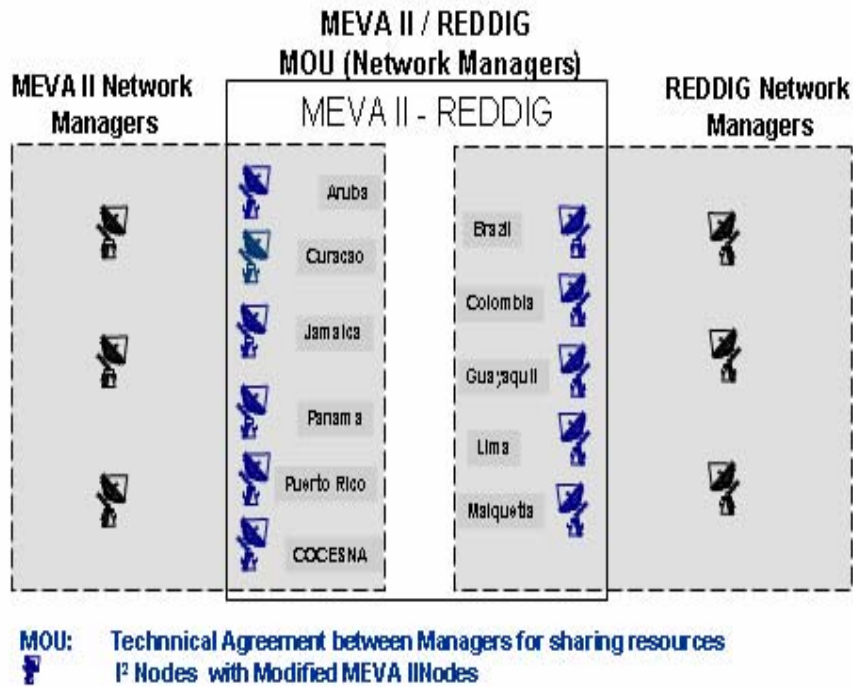 MEVA II / REDDIG
MOU (Network Managers)
MEVA II Network
Managers
REDDIG Network
Managers
MEVA II - REDDIG
Aruba
Curacao
Jamaica
Panama
Puerto Rico
COCESNA
Brazil
Colombia
Guayaquil
Lima
Maiquetia
MOU: Technnical Agreement between Managers for sharing resources
I² Nodes with Modified MEVA IINodes